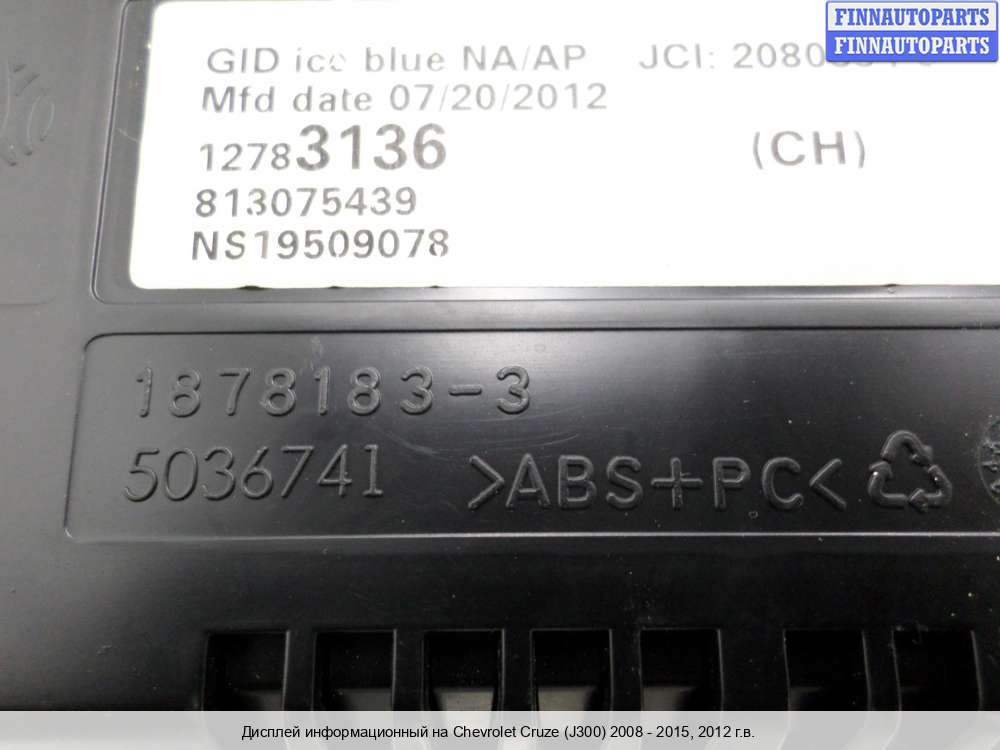 FINNAUTOPARTS
FINNAUTOPARTS
GID ice blue NA/AP JCI:
Mfd date 07/20/2012
12783136 (CH)
813075439
NS19509078
1878183-3
5036741 >ABS+PC<
Дисплей информационный на Chevrolet Cruze (J300) 2008 - 2015, 2012 г.в.